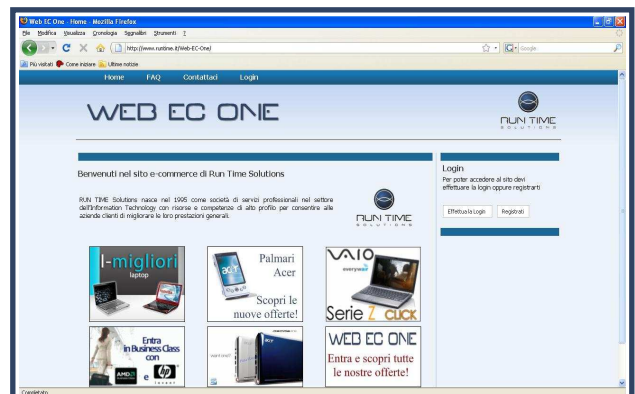 Web EC One - Home - Mozilla Firefox
File Modifica Visualizza Cronologia Segnalibri Strumenti ?
http://www.runtime.it/Web-EC-One/
Google
Più visitati Come iniziare Ultime notizie
Home FAQ Contattaci Login
WEB EC ONE
RUN TIME
SOLUTIONS
Benvenuti nel sito e-commerce di Run Time Solutions
RUN TIME Solutions nasce nel 1995 come società di servizi professionali nel settore
dell'Information Technology con risorse e competenze di alto profilo per consentire alle
aziende clienti di migliorare le loro prestazioni generali.
RUN TIME
SOLUTIONS
Login
Per poter accedere al sito devi
effettuare la login oppure registrarti
Effettua la Login Registrati
I-migliori
laptop
acer
Palmari
Acer
Scopri le
nuove offerte!
VAIO
everywair
Serie Z CLICK
Entra
in Business Class
con
AMD
e hp
invent
acer
WEB EC ONE
Entra e scopri tutte
le nostre offerte!
Completato